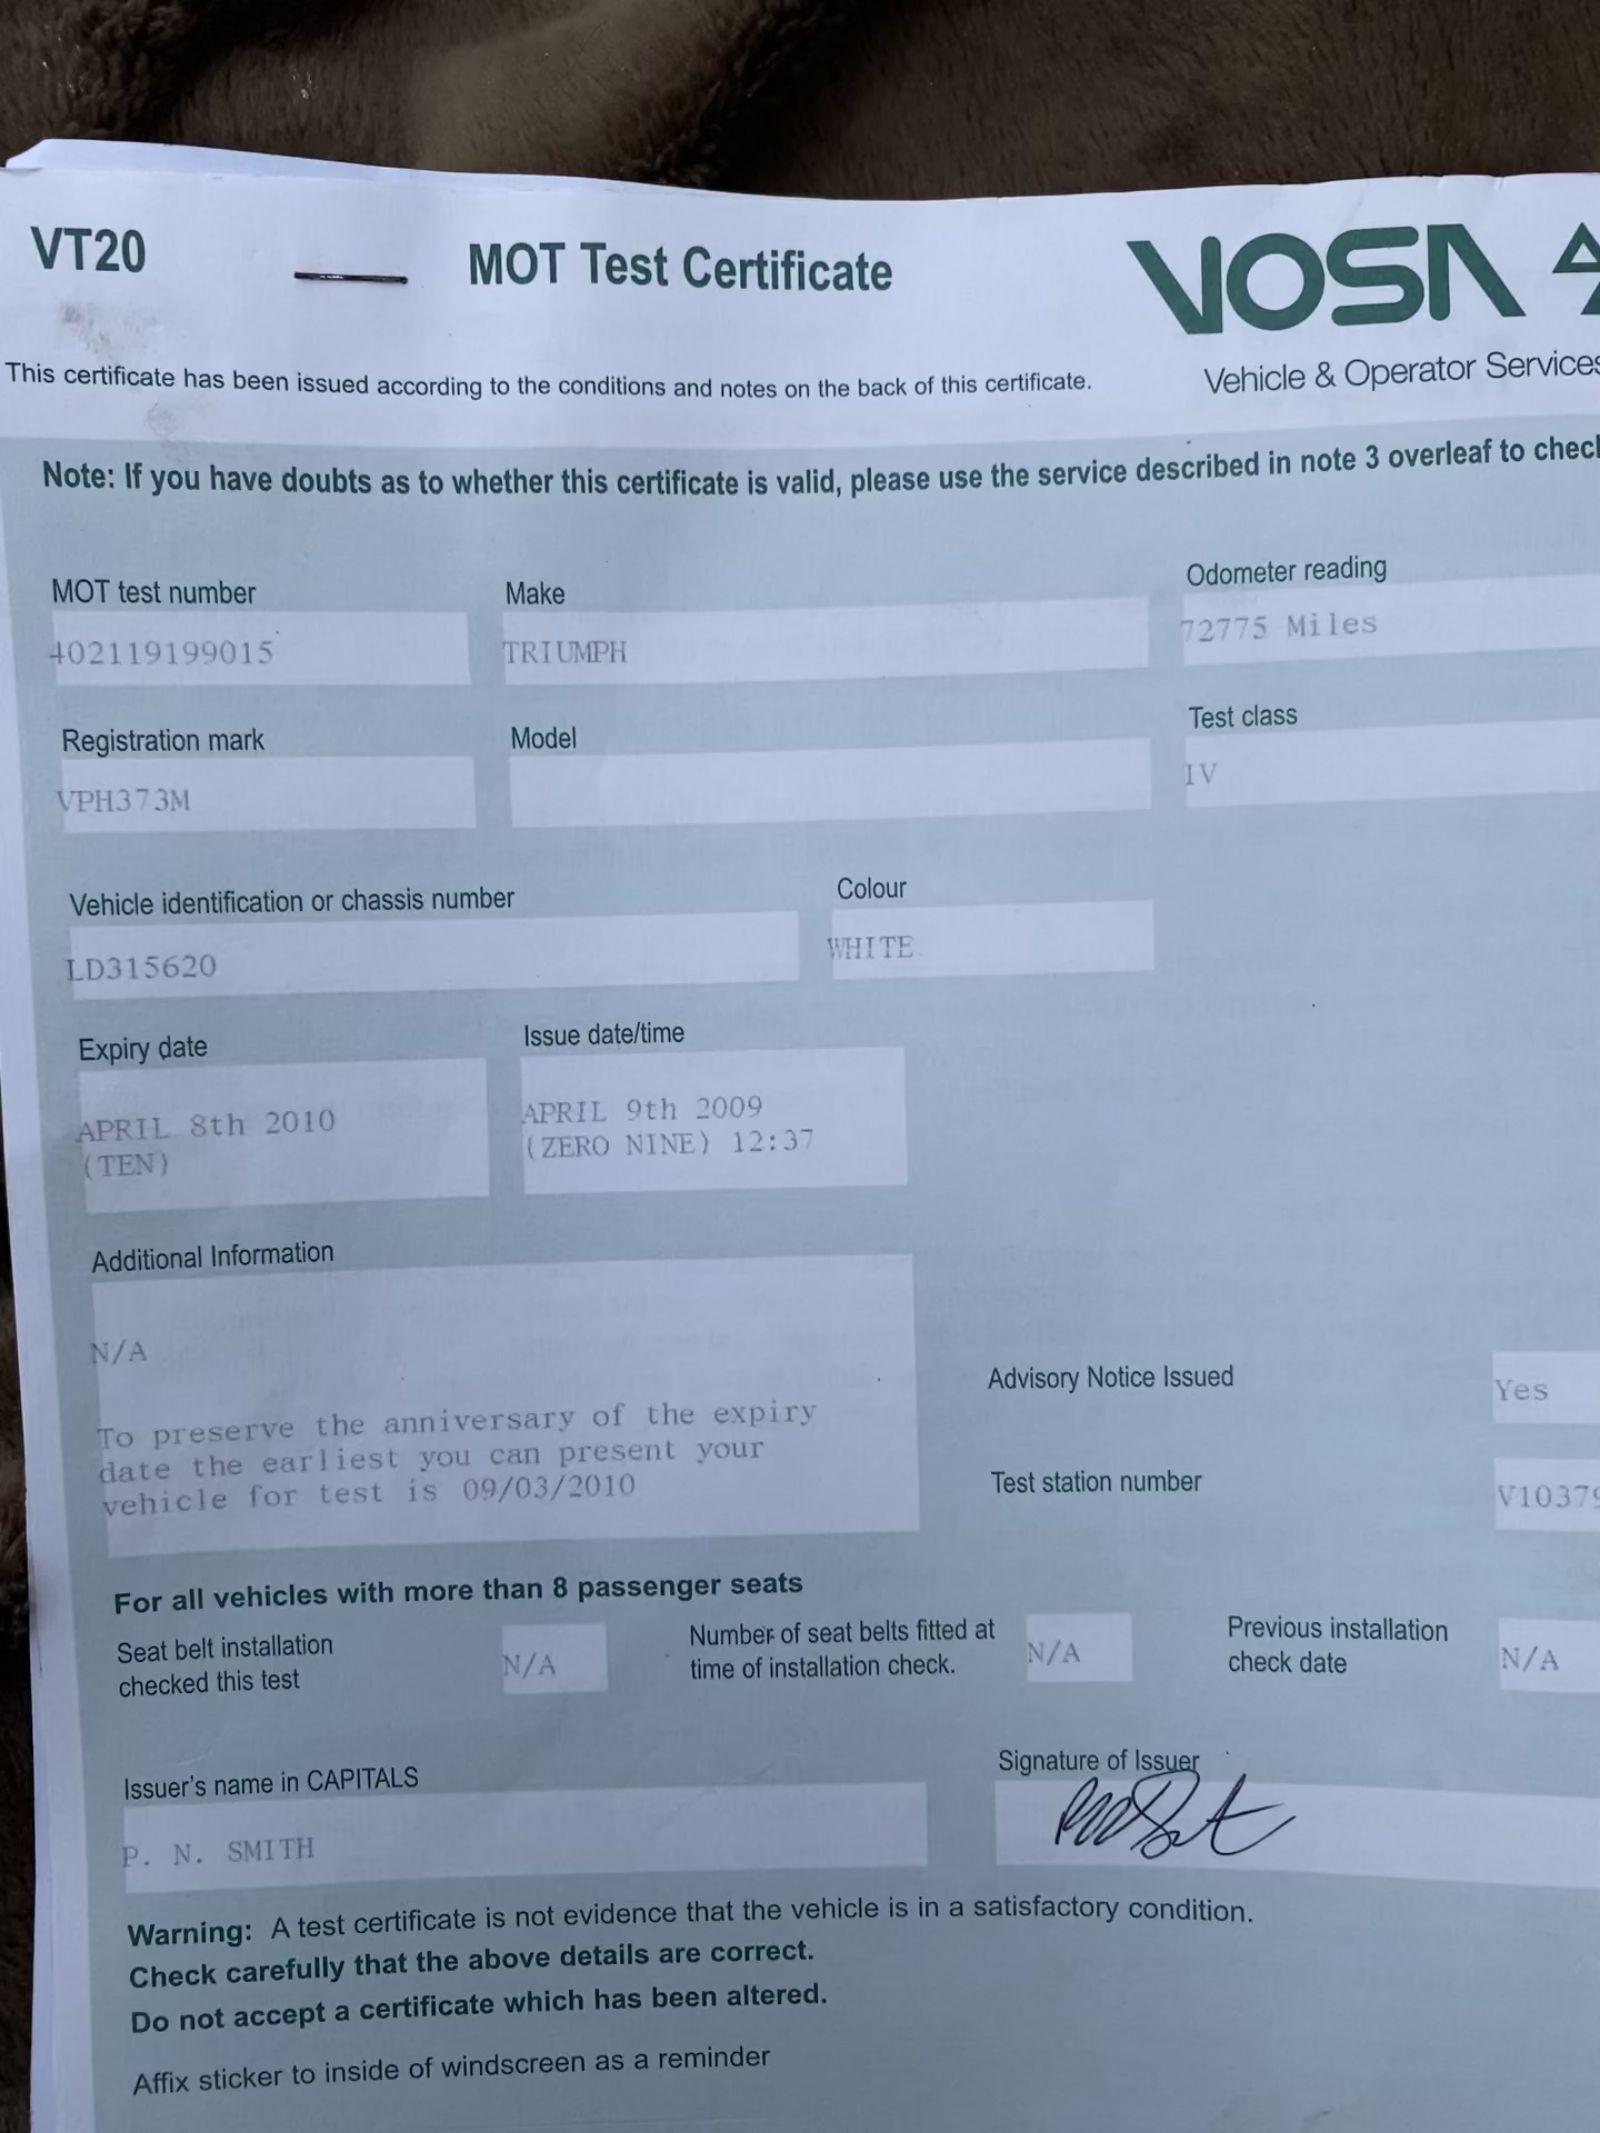 VT20
MOT Test Certificate
VOSA
Vehicle & Operator Services
This certificate has been issued according to the conditions and notes on the back of this certificate.
Note: If you have doubts as to whether this certificate is valid, please use the service described in note 3 overleaf to check
MOT test number
Make
Odometer reading
402119199015
TRIUMPH
72775 Miles
Registration mark
Model
Test class
VPH373M
IV
Vehicle identification or chassis number
Colour
LD315620
WHITE
Expiry date
Issue date/time
APRIL 8th 2010
(TEN)
APRIL 9th 2009
(ZERO NINE) 12:37
Additional Information
N/A
To preserve the anniversary of the expiry
date the earliest you can present your
vehicle for test is 09/03/2010
Advisory Notice Issued
Yes
Test station number
V10379
For all vehicles with more than 8 passenger seats
Seat belt installation
checked this test
N/A
Number of seat belts fitted at
time of installation check.
N/A
Previous installation
check date
N/A
Issuer's name in CAPITALS
P. N. SMITH
Signature of Issuer
Warning: A test certificate is not evidence that the vehicle is in a satisfactory condition.
Check carefully that the above details are correct.
Do not accept a certificate which has been altered.
Affix sticker to inside of windscreen as a reminder